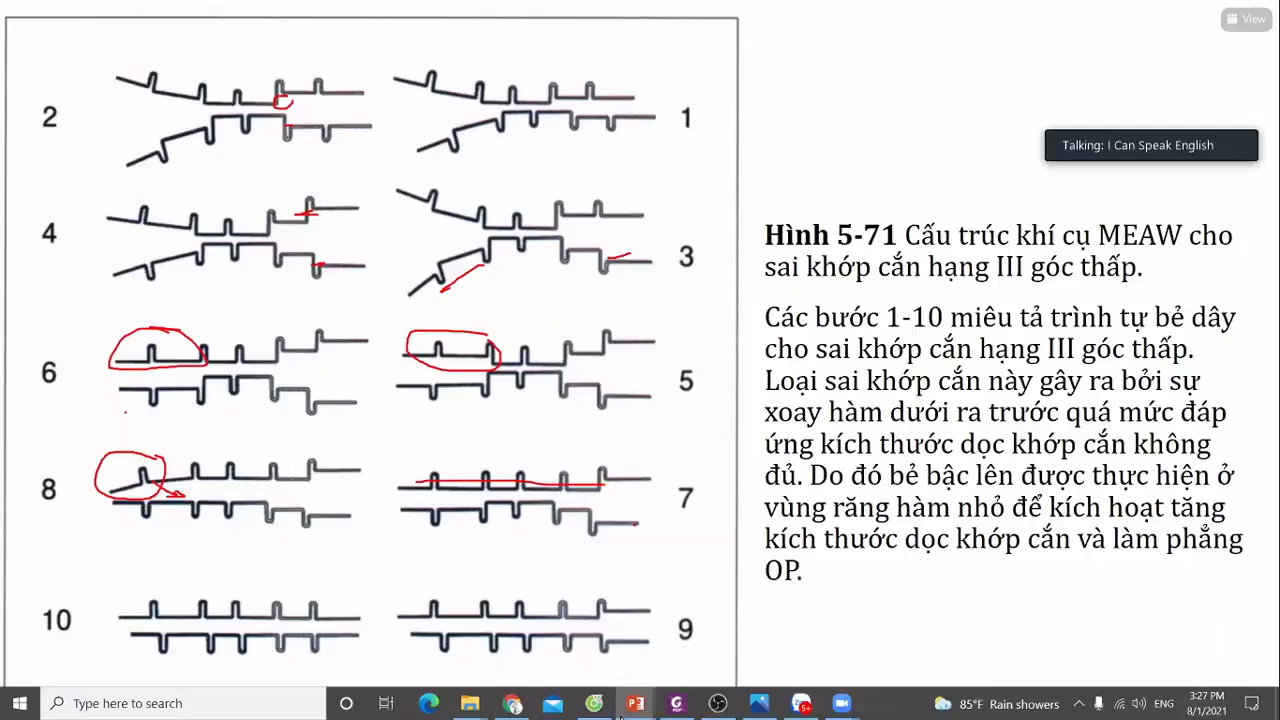 View
Talking: I Can Speak English
2
1
4
3
6
5
8
7
10
9
Hình 5-71 Cấu trúc khí cụ MEAW cho
sai khớp cắn hạng III góc thấp.
Các bước 1-10 miêu tả trình tự bẻ dây
cho sai khớp cắn hạng III góc thấp.
Loại sai khớp cắn này gây ra bởi sự
xoay hàm dưới ra trước quá mức đáp
ứng kích thước dọc khớp cắn không
đủ. Do đó bẻ bậc lên được thực hiện ở
vùng răng hàm nhỏ để kích hoạt tăng
kích thước dọc khớp cắn và làm phẳng
OP.
Type here to search
85°F Rain showers
ENG
3:27 PM
8/1/2021